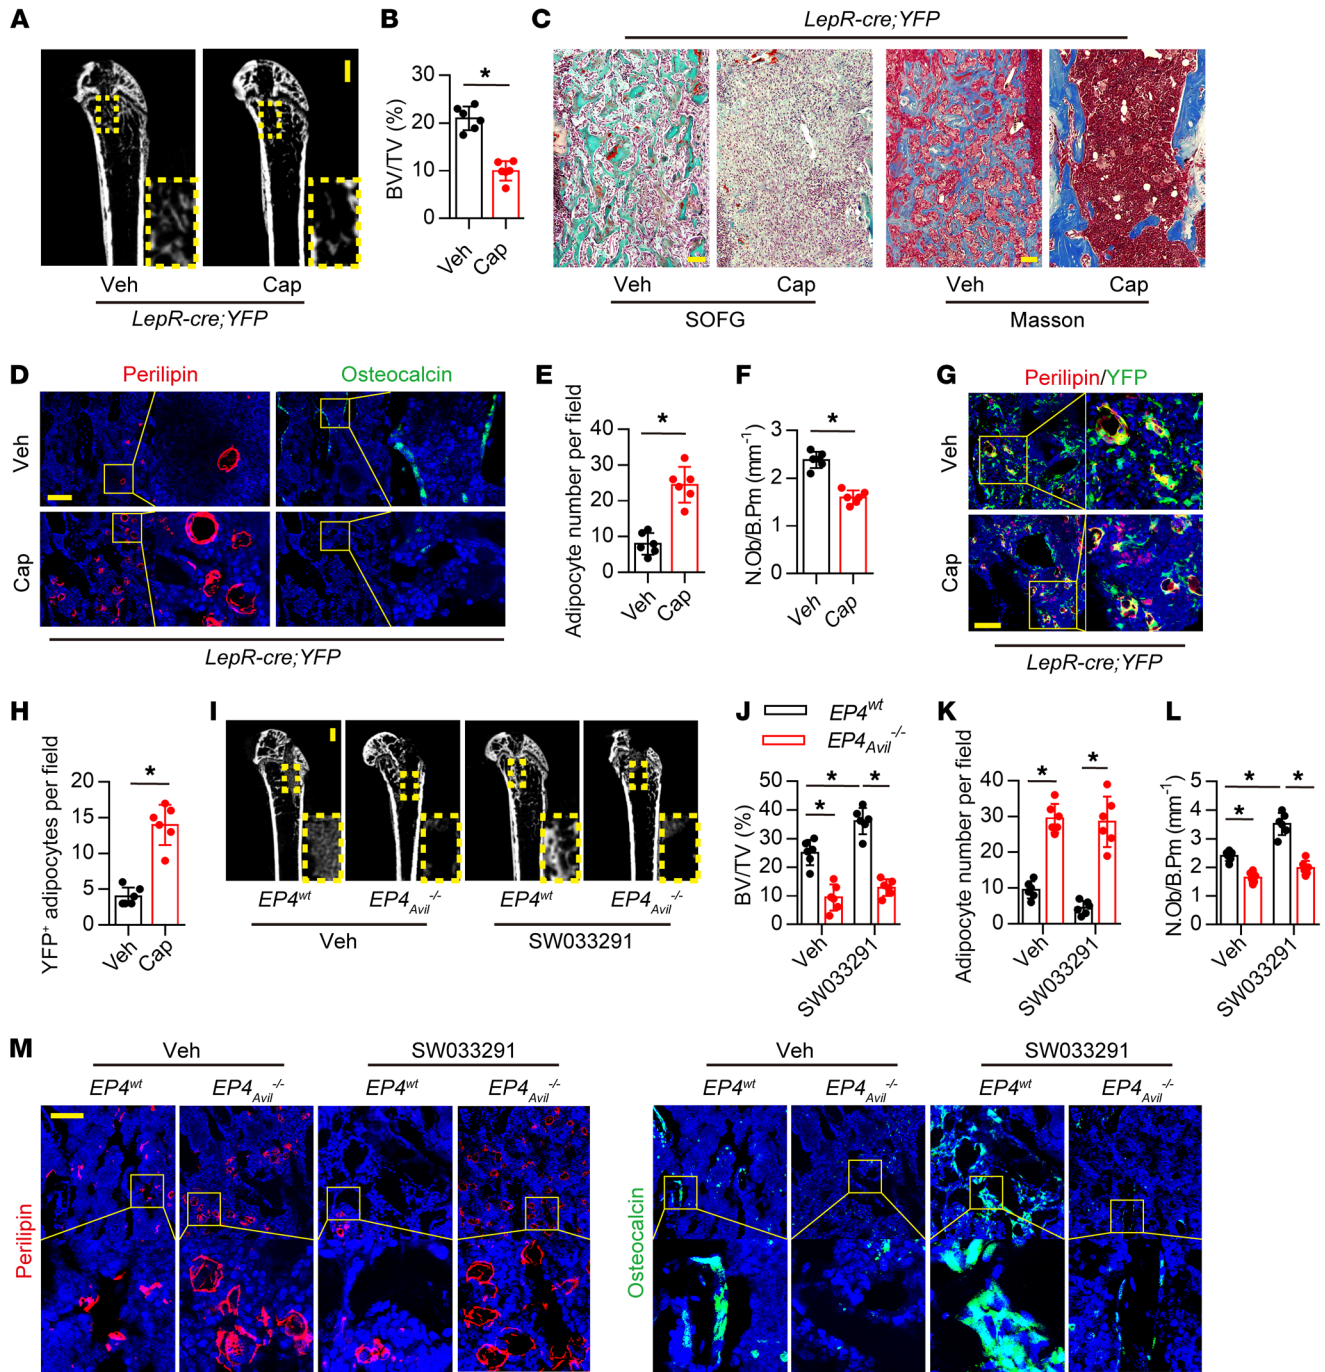 A
Veh
Cap
LepR-cre;YFP
B
BV/TV (%)
30
20
10
0
*
Veh
Cap
C
LepR-cre;YFP
Veh
Cap
Veh
Cap
SOFG
Masson
D
Perilipin
Osteocalcin
Veh
Cap
LepR-cre;YFP
E
Adipocyte number per field
40
30
20
10
0
*
Veh
Cap
F
N.Ob/B.Pm (mm⁻¹)
3
2
1
0
*
Veh
Cap
G
Perilipin/YFP
Veh
Cap
LepR-cre;YFP
H
YFP⁺ adipocytes per field
20
15
10
5
0
*
Veh
Cap
I
EP4ʷᵗ
EP4Avil⁻/⁻
EP4ʷᵗ
EP4Avil⁻/⁻
Veh
SW033291
J
EP4ʷᵗ
EP4Avil⁻/⁻
BV/TV (%)
50
40
30
20
10
0
* *
*
Veh
SW033291
K
Adipocyte number per field
40
30
20
10
0
*
*
Veh
SW033291
L
N.Ob/B.Pm (mm⁻¹)
5
4
3
2
1
0
* *
*
Veh
SW033291
M
Veh
SW033291
EP4ʷᵗ
EP4Avil⁻/⁻
EP4ʷᵗ
EP4Avil⁻/⁻
Perilipin
Veh
SW033291
EP4ʷᵗ
EP4Avil⁻/⁻
EP4ʷᵗ
EP4Avil⁻/⁻
Osteocalcin